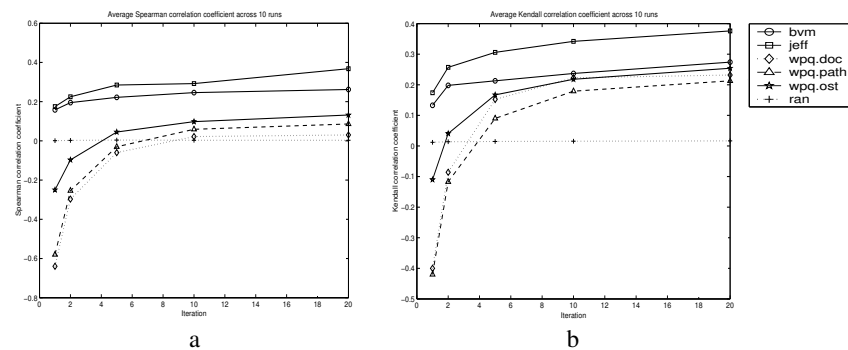 Average Spearman correlation coefficient across 10 runs
0.6
0.4
0.2
0
−0.2
−0.4
−0.6
−0.8
Spearman correlation coefficient
0 2 4 6 8 10 12 14 16 18 20
Iteration
a
Average Kendall correlation coefficient across 10 runs
0.4
0.3
0.2
0.1
0
−0.1
−0.2
−0.3
−0.4
−0.5
Kendall correlation coefficient
0 2 4 6 8 10 12 14 16 18 20
Iteration
b
bvm
jeff
wpq.doc
wpq.path
wpq.ost
ran